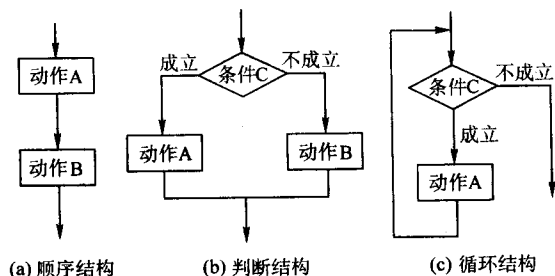 动作A
动作B
(a) 顺序结构
成立
条件C
不成立
动作A
动作B
(b) 判断结构
条件C
不成立
成立
动作A
(c) 循环结构